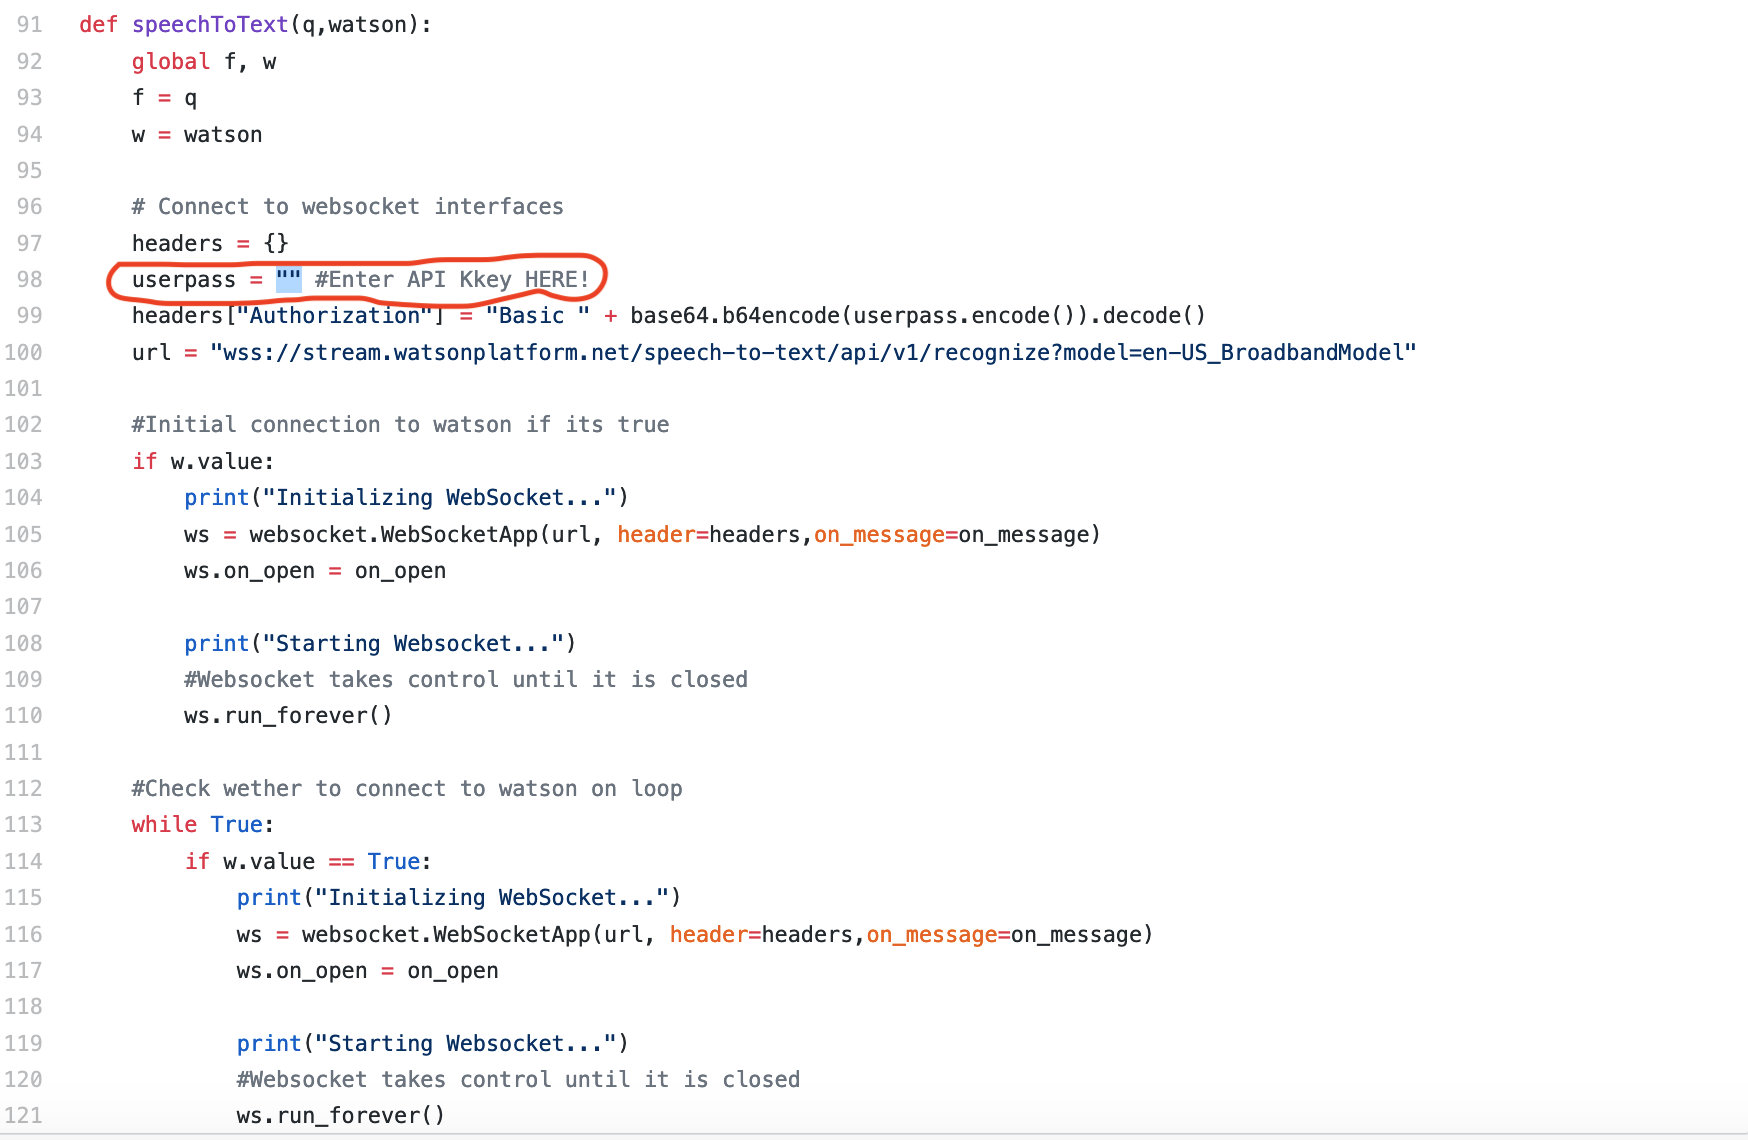 91 def speechToText(q,watson):
92 global f, w
93 f = q
94 w = watson
95
96 # Connect to websocket interfaces
97 headers = {}
98 userpass = "" #Enter API Kkey HERE!
99 headers["Authorization"] = "Basic " + base64.b64encode(userpass.encode()).decode()
100 url = "wss://stream.watsonplatform.net/speech-to-text/api/v1/recognize?model=en-US_BroadbandModel"
101
102 #Initial connection to watson if its true
103 if w.value:
104 print("Initializing WebSocket...")
105 ws = websocket.WebSocketApp(url, header=headers,on_message=on_message)
106 ws.on_open = on_open
107
108 print("Starting Websocket...")
109 #Websocket takes control until it is closed
110 ws.run_forever()
111
112 #Check wether to connect to watson on loop
113 while True:
114 if w.value == True:
115 print("Initializing WebSocket...")
116 ws = websocket.WebSocketApp(url, header=headers,on_message=on_message)
117 ws.on_open = on_open
118
119 print("Starting Websocket...")
120 #Websocket takes control until it is closed
121 ws.run_forever()